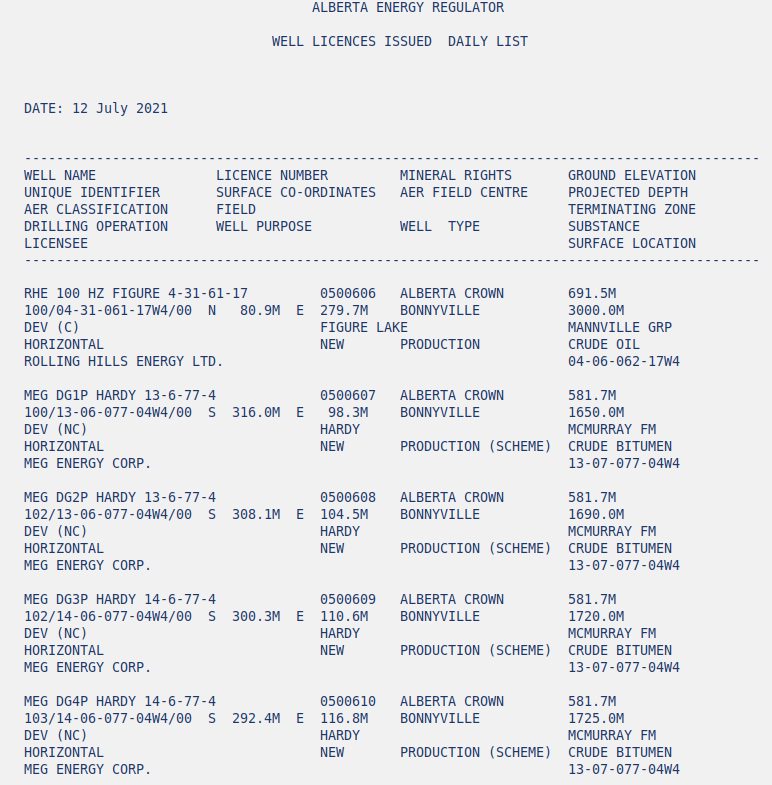 ALBERTA ENERGY REGULATOR
WELL LICENCES ISSUED  DAILY LIST
DATE: 12 July 2021
--------------------------------------------------------------------------------------------
WELL NAME               LICENCE NUMBER         MINERAL RIGHTS       GROUND ELEVATION
UNIQUE IDENTIFIER       SURFACE CO-ORDINATES   AER FIELD CENTRE     PROJECTED DEPTH
AER CLASSIFICATION      FIELD                                       TERMINATING ZONE
DRILLING OPERATION      WELL PURPOSE           WELL  TYPE           SUBSTANCE
LICENSEE                                                            SURFACE LOCATION
--------------------------------------------------------------------------------------------
RHE 100 HZ FIGURE 4-31-61-17         0500606   ALBERTA CROWN        691.5M
100/04-31-061-17W4/00  N   80.9M  E  279.7M    BONNYVILLE           3000.0M
DEV (C)                              FIGURE LAKE                    MANNVILLE GRP
HORIZONTAL                           NEW       PRODUCTION           CRUDE OIL
ROLLING HILLS ENERGY LTD.                                           04-06-062-17W4
MEG DG1P HARDY 13-6-77-4             0500607   ALBERTA CROWN        581.7M
100/13-06-077-04W4/00  S  316.0M  E   98.3M    BONNYVILLE           1650.0M
DEV (NC)                             HARDY                          MCMURRAY FM
HORIZONTAL                           NEW       PRODUCTION (SCHEME)  CRUDE BITUMEN
MEG ENERGY CORP.                                                    13-07-077-04W4
MEG DG2P HARDY 13-6-77-4             0500608   ALBERTA CROWN        581.7M
102/13-06-077-04W4/00  S  308.1M  E  104.5M    BONNYVILLE           1690.0M
DEV (NC)                             HARDY                          MCMURRAY FM
HORIZONTAL                           NEW       PRODUCTION (SCHEME)  CRUDE BITUMEN
MEG ENERGY CORP.                                                    13-07-077-04W4
MEG DG3P HARDY 14-6-77-4             0500609   ALBERTA CROWN        581.7M
102/14-06-077-04W4/00  S  300.3M  E  110.6M    BONNYVILLE           1720.0M
DEV (NC)                             HARDY                          MCMURRAY FM
HORIZONTAL                           NEW       PRODUCTION (SCHEME)  CRUDE BITUMEN
MEG ENERGY CORP.                                                    13-07-077-04W4
MEG DG4P HARDY 14-6-77-4             0500610   ALBERTA CROWN        581.7M
103/14-06-077-04W4/00  S  292.4M  E  116.8M    BONNYVILLE           1725.0M
DEV (NC)                             HARDY                          MCMURRAY FM
HORIZONTAL                           NEW       PRODUCTION (SCHEME)  CRUDE BITUMEN
MEG ENERGY CORP.                                                    13-07-077-04W4